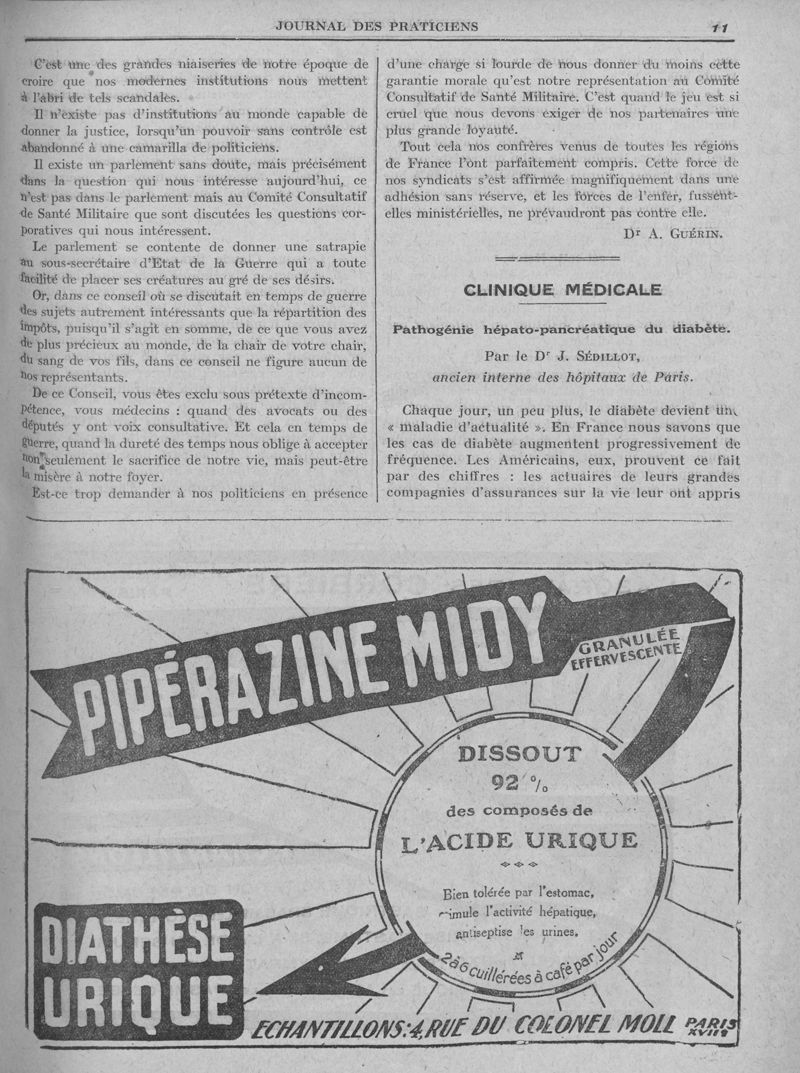 JOURNAL DES PRATICIENS
11
C'est une des grandes niaiseries de notre époque de
croire que nos modernes institutions nous mettent
à l'abri de tels scandales.
Il n'existe pas d'institutions au monde capable de
donner la justice, lorsqu'un pouvoir sans contrôle est
abandonné à une camarilla de politiciens.
Il existe un parlement sans doute, mais précisément
dans la question qui nous intéresse aujourd'hui, ce
n'est pas dans le parlement mais au Comité Consultatif
de Santé Militaire que sont discutées les questions cor-
poratives qui nous intéressent.
Le parlement se contente de donner une satrapie
au sous-secrétaire d'Etat de la Guerre qui a toute
facilité de placer ses créatures au gré de ses désirs.
Or, dans ce conseil où se discutait en temps de guerre
des sujets autrement intéressants que la répartition des
impôts, puisqu'il s'agit en somme, de ce que vous avez
de plus précieux au monde, de la chair de votre chair,
du sang de vos fils, dans ce conseil ne figure aucun de
nos représentants.
De ce Conseil, vous êtes exclu sous prétexte d'incom-
pétence, vous médecins : quand des avocats ou des
députés y ont voix consultative. Et cela en temps de
guerre, quand la dureté des temps nous oblige à accepter
non seulement le sacrifice de notre vie, mais peut-être
la misère à notre foyer.
Est-ce trop demander à nos politiciens en présence
d'une charge si lourde de nous donner du moins cette
garantie morale qu'est notre représentation au Comité
Consultatif de Santé Militaire. C'est quand le jeu est si
cruel que nous devons exiger de nos partenaires une
plus grande loyauté.
Tout cela nos confrères venus de toutes les régions
de France l'ont parfaitement compris. Cette force de
nos syndicats s'est affirmée magnifiquement dans une
adhésion sans réserve, et les forces de l'enfer, fussent-
elles ministérielles, ne prévaudront pas contre elle.
Dr A. GUÉRIN.
CLINIQUE MÉDICALE
Pathogénie hépato-pancréatique du diabète.
Par le Dr J. SÉDILLOT,
ancien interne des hôpitaux de Paris.
Chaque jour, un peu plus, le diabète devient une
« maladie d'actualité ». En France nous savons que
les cas de diabète augmentent progressivement de
fréquence. Les Américains, eux, prouvent ce fait
par des chiffres : les actuaires de leurs grandes
compagnies d'assurances sur la vie leur ont appris
PIPÉRAZINE MIDY
GRANULÉE
EFFERVESCENTE
DISSOUT
92 %
des composés de
L'ACIDE URIQUE
Bien tolérée par l'estomac,
stimule l'activité hépatique,
antiseptise les urines.
2 à 6 cuillérées à café par jour
DIATHÈSE
URIQUE
ECHANTILLONS: 4, RUE DU COLONEL MOLL PARIS
XVIIe